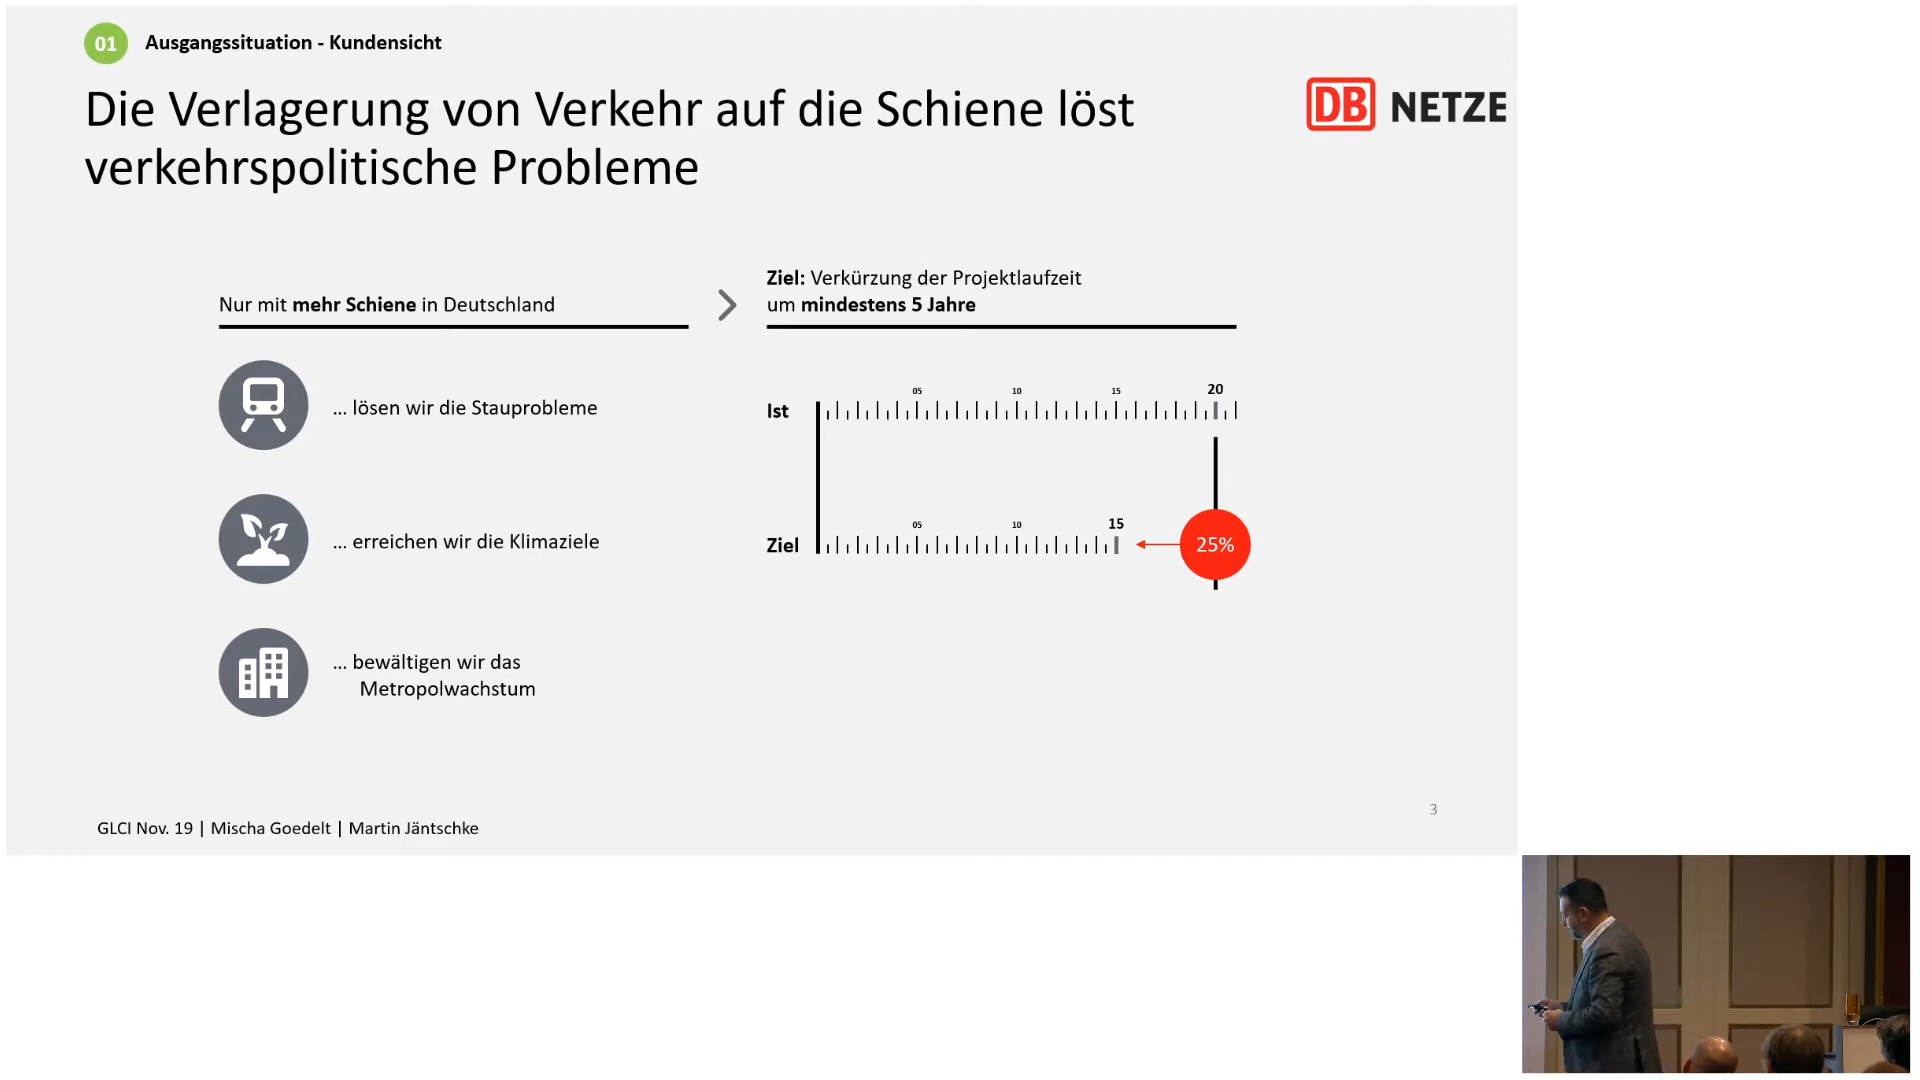 01
Ausgangssituation - Kundensicht
Die Verlagerung von Verkehr auf die Schiene löst
verkehrspolitische Probleme
DB NETZE
Nur mit mehr Schiene in Deutschland
... lösen wir die Stauprobleme
... erreichen wir die Klimaziele
... bewältigen wir das
Metropolwachstum
Ziel: Verkürzung der Projektlaufzeit
um mindestens 5 Jahre
05 10 15 20
Ist
05 10 15
Ziel
25%
GLCI Nov. 19 | Mischa Goedelt | Martin Jäntschke
3